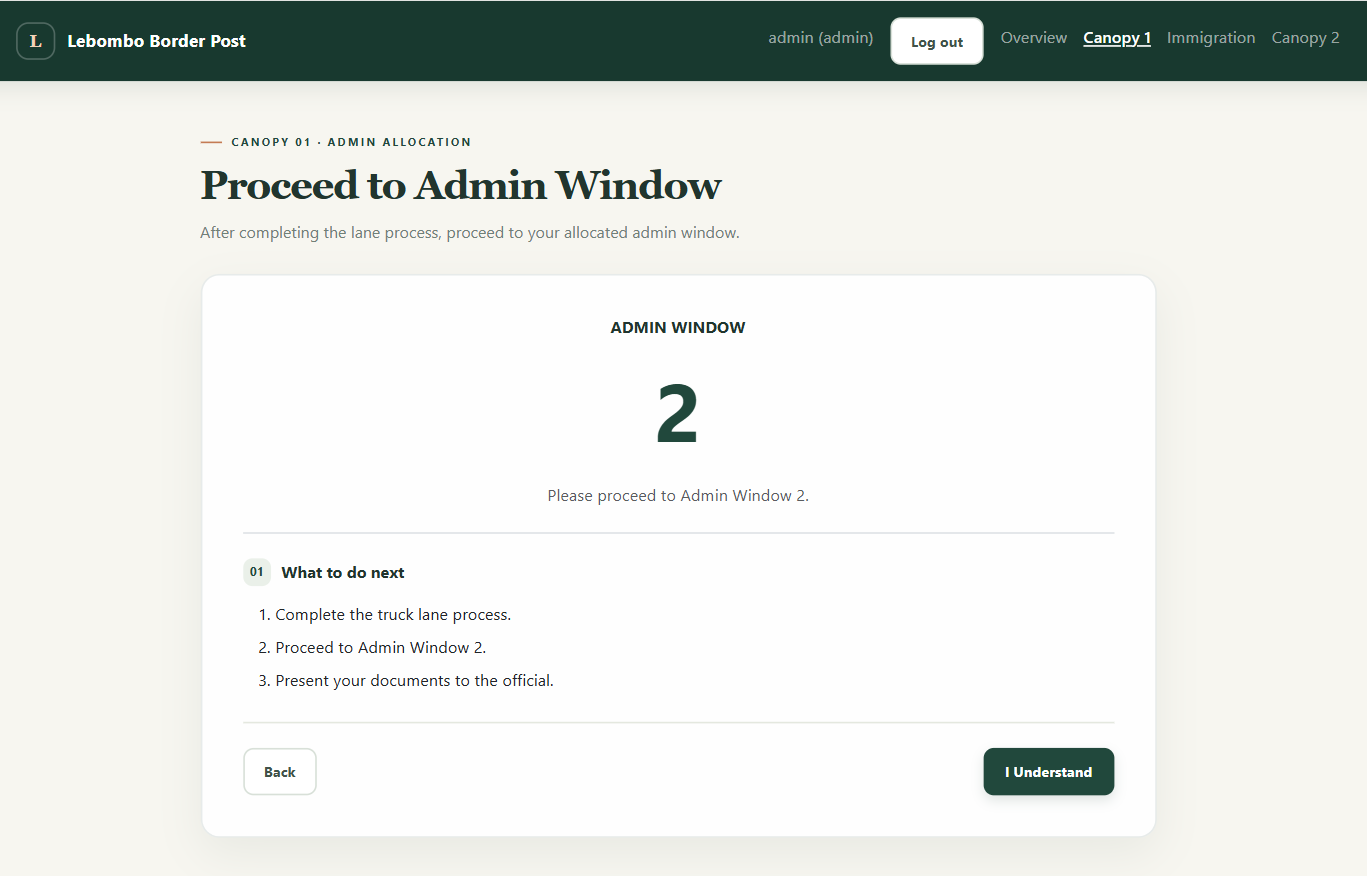 L
Lebombo Border Post
admin (admin)
Log out
Overview
Canopy 1
Immigration
Canopy 2
CANOPY 01 · ADMIN ALLOCATION
Proceed to Admin Window
After completing the lane process, proceed to your allocated admin window.
ADMIN WINDOW
2
Please proceed to Admin Window 2.
01 What to do next
1. Complete the truck lane process.
2. Proceed to Admin Window 2.
3. Present your documents to the official.
Back
I Understand